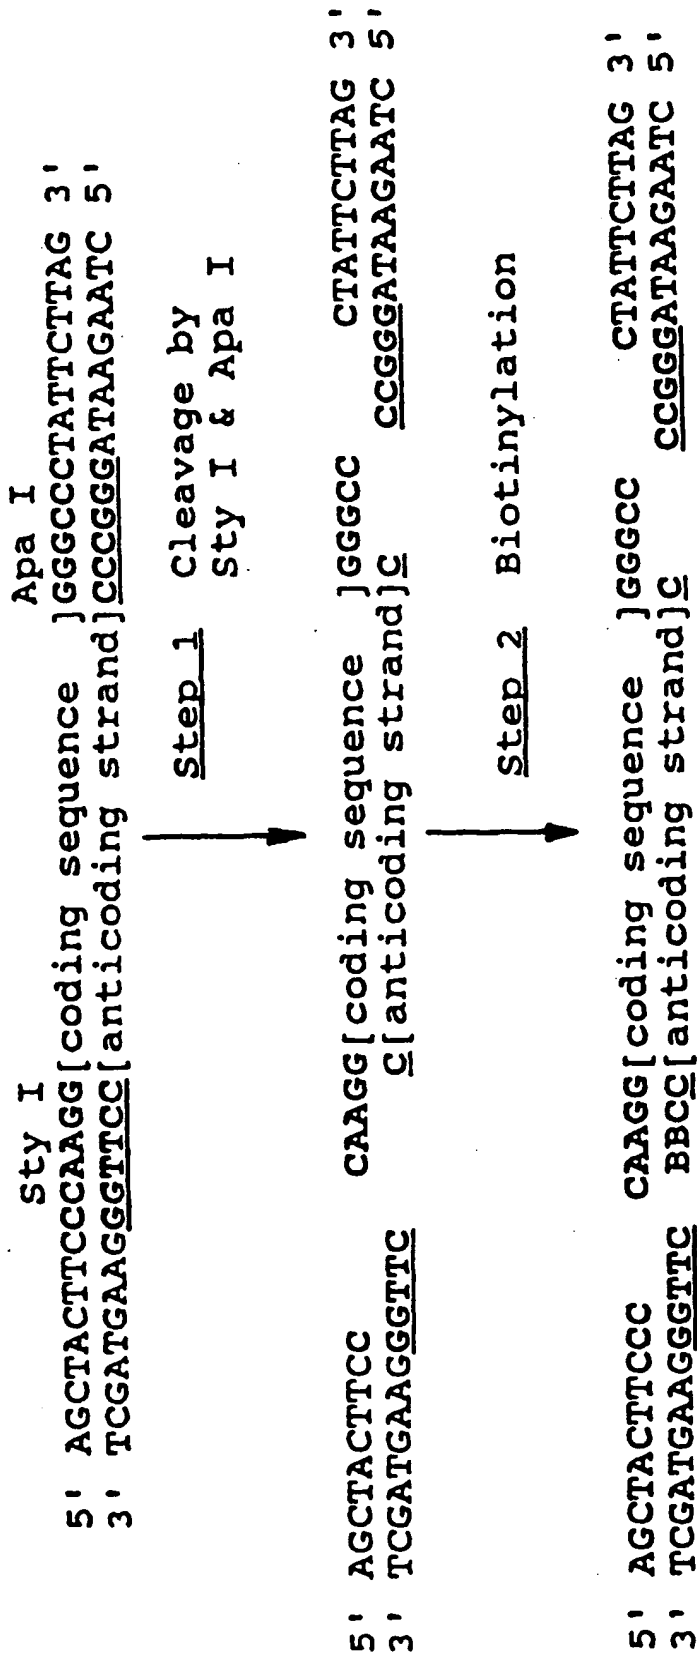 Sty I Apa I
5' AGCTACTTCCCAAGG[coding sequence ]GGGCCCTATTCTTAG 3'
3' TCGATGAAGGGTTCC[anticoding strand]CCCGGGATAAGAATC 5'
Step 1 Cleavage by
Sty I & Apa I
5' AGCTACTTCC CAAGG[coding sequence ]GGGCC CTATTCTTAG 3'
3' TCGATGAAGGGTTC C[anticoding strand]C CCGGGATAAGAATC 5'
Step 2 Biotinylation
5' AGCTACTTCCC CAAGG[coding sequence ]GGGCC CTATTCTTAG 3'
3' TCGATGAAGGGTTC BBCC[anticoding strand]C CCGGGATAAGAATC 5'